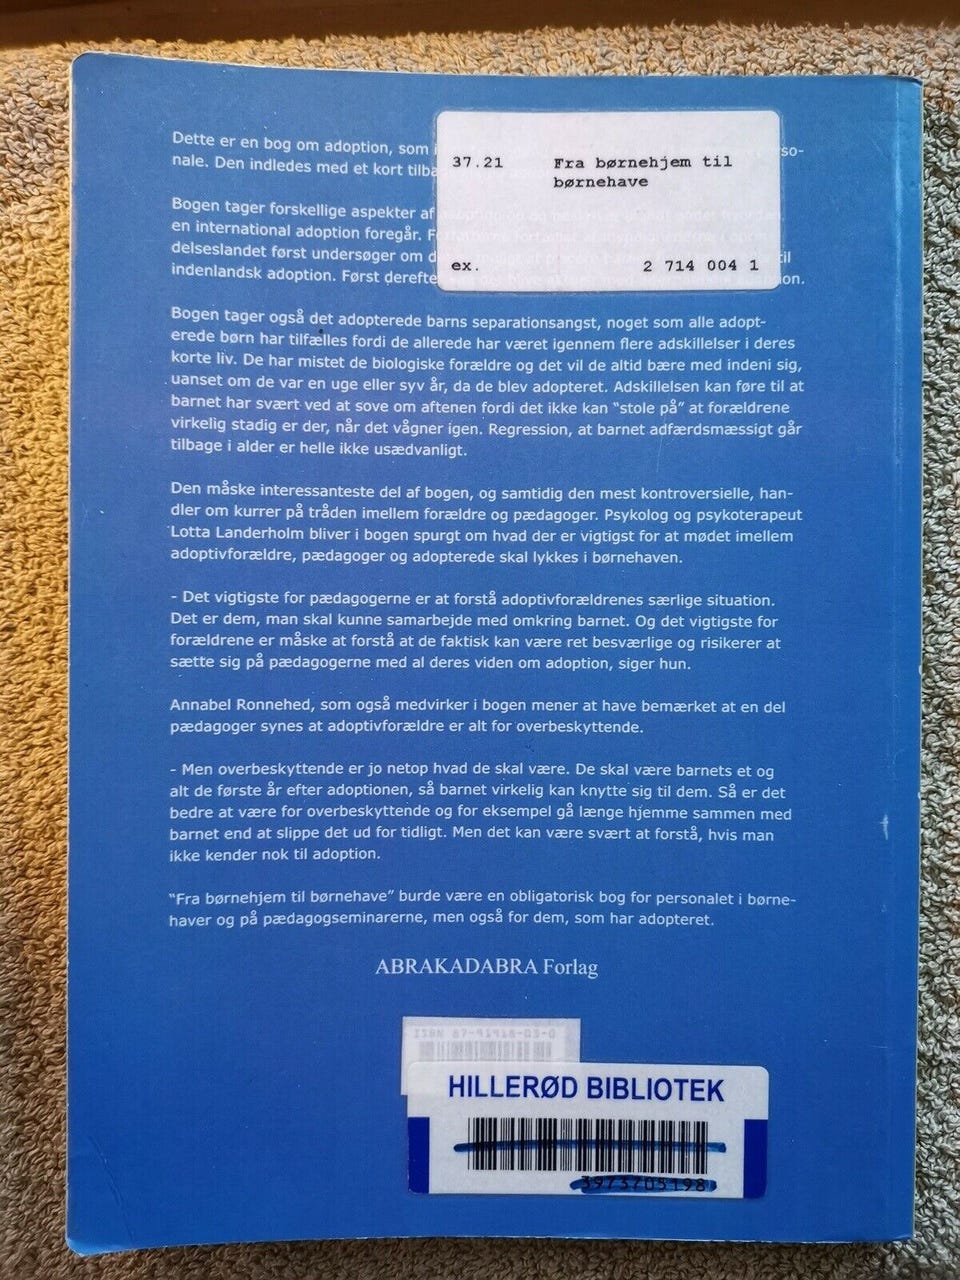 Dette er en bog om adoption, som
nale. Den indledes med et kort
37.21 Fra børnehjem til
børnehave
ex. 2 714 004 1
Bogen tager forskellige aspekter af
en international adoption foregår.
delseslandet først undersøger om
indenlandsk adoption. Først
Bogen tager også det adopterede barns separationsangst, noget som alle adopt-
erede børn har tilfælles fordi de allerede har været igennem flere adskillelser i deres
korte liv. De har mistet de biologiske forældre og det vil de altid bære med indeni sig,
uanset om de var en uge eller syv år, da de blev adopteret. Adskillelsen kan føre til at
barnet har svært ved at sove om aftenen fordi det ikke kan “stole på” at forældrene
virkelig stadig er der, når det vågner igen. Regression, at barnet adfærdsmæssigt går
tilbage i alder er helle ikke usædvanligt.
Den måske interessanteste del af bogen, og samtidig den mest kontroversielle, han-
dler om kurrer på tråden imellem forældre og pædagoger. Psykolog og psykoterapeut
Lotta Landerholm bliver i bogen spurgt om hvad der er vigtigst for at mødet imellem
adoptivforældre, pædagoger og adopterede skal lykkes i børnehaven.
- Det vigtigste for pædagogerne er at forstå adoptivforældrenes særlige situation.
Det er dem, man skal kunne samarbejde med omkring barnet. Og det vigtigste for
forældrene er måske at forstå at de faktisk kan være ret besværlige og risikerer at
sætte sig på pædagogerne med al deres viden om adoption, siger hun.
Annabel Ronnehed, som også medvirker i bogen mener at have bemærket at en del
pædagoger synes at adoptivforældre er alt for overbeskyttende.
- Men overbeskyttende er jo netop hvad de skal være. De skal være barnets et og
alt de første år efter adoptionen, så barnet virkelig kan knytte sig til dem. Så er det
bedre at være for overbeskyttende og for eksempel gå længe hjemme sammen med
barnet end at slippe det ud for tidligt. Men det kan være svært at forstå, hvis man
ikke kender nok til adoption.
“Fra børnehjem til børnehave” burde være en obligatorisk bog for personalet i børne-
haver og på pædagogseminarerne, men også for dem, som har adopteret.
ABRAKADABRA Forlag
ISBN 87-91918-03-0
HILLERØD BIBLIOTEK
3973703198